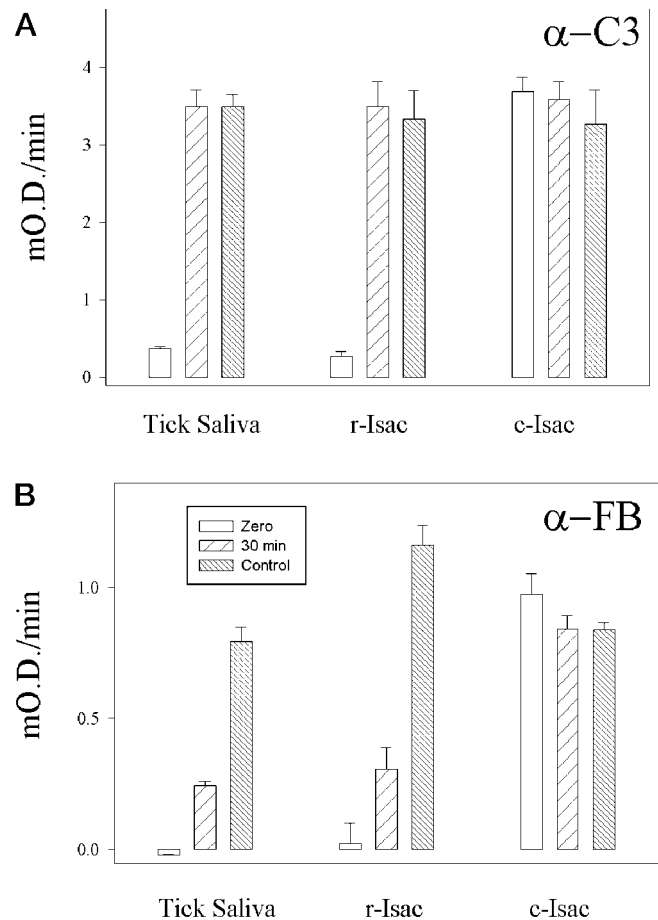 A
α–C3
mO.D./min
4
3
2
1
0
Tick Saliva r-Isac c-Isac
B
α–FB
mO.D./min
Zero
30 min
Control
1.0
0.5
0.0
Tick Saliva r-Isac c-Isac